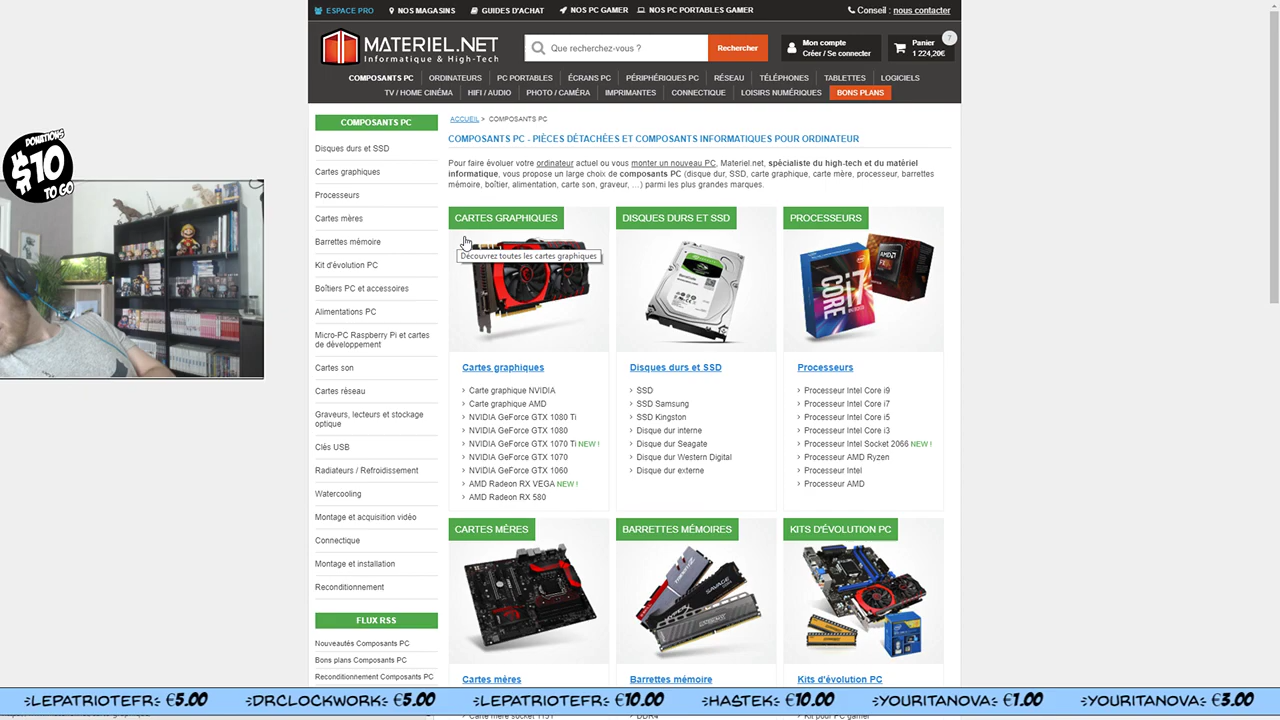 ESPACE PRO
NOS MAGASINS
GUIDES D'ACHAT
NOS PC GAMER
NOS PC PORTABLES GAMER
Conseil : nous contacter
MATERIEL.NET
Informatique & High-Tech
Que recherchez-vous ?
Rechercher
Mon compte
Créer / Se connecter
Panier
1 224,20€
7
COMPOSANTS PC
ORDINATEURS
PC PORTABLES
ÉCRANS PC
PÉRIPHÉRIQUES PC
RÉSEAU
TÉLÉPHONES
TABLETTES
LOGICIELS
TV / HOME CINÉMA
HIFI / AUDIO
PHOTO / CAMÉRA
IMPRIMANTES
CONNECTIQUE
LOISIRS NUMÉRIQUES
BONS PLANS
DONATIONS
$10
TO GO
COMPOSANTS PC
Disques durs et SSD
Cartes graphiques
Processeurs
Cartes mères
Barrettes mémoire
Kit d'évolution PC
Boîtiers PC et accessoires
Alimentations PC
Micro-PC Raspberry Pi et cartes
de développement
Cartes son
Cartes réseau
Graveurs, lecteurs et stockage
optique
Clés USB
Radiateurs / Refroidissement
Watercooling
Montage et acquisition vidéo
Connectique
Montage et installation
Reconditionnement
FLUX RSS
Nouveautés Composants PC
Bons plans Composants PC
Reconditionnement Composants PC
ACCUEIL > COMPOSANTS PC
COMPOSANTS PC - PIÈCES DÉTACHÉES ET COMPOSANTS INFORMATIQUES POUR ORDINATEUR
Pour faire évoluer votre ordinateur actuel ou vous monter un nouveau PC, Materiel.net, spécialiste du high-tech et du matériel
informatique, vous propose un large choix de composants PC (disque dur, SSD, carte graphique, carte mère, processeur, barrettes
mémoire, boîtier, alimentation, carte son, graveur, ...) parmi les plus grandes marques.
CARTES GRAPHIQUES
Découvrez toutes les cartes graphiques
Cartes graphiques
Carte graphique NVIDIA
Carte graphique AMD
NVIDIA GeForce GTX 1080 Ti
NVIDIA GeForce GTX 1080
NVIDIA GeForce GTX 1070 Ti NEW !
NVIDIA GeForce GTX 1070
NVIDIA GeForce GTX 1060
AMD Radeon RX VEGA NEW !
AMD Radeon RX 580
DISQUES DURS ET SSD
Disques durs et SSD
SSD
SSD Samsung
SSD Kingston
Disque dur interne
Disque dur Seagate
Disque dur Western Digital
Disque dur externe
PROCESSEURS
CORE
i7
AMD
FX
Processeurs
Processeur Intel Core i9
Processeur Intel Core i7
Processeur Intel Core i5
Processeur Intel Core i3
Processeur Intel Socket 2066 NEW !
Processeur AMD Ryzen
Processeur Intel
Processeur AMD
CARTES MÈRES
Cartes mères
BARRETTES MÉMOIRES
SAVAGE
Barrettes mémoire
KITS D'ÉVOLUTION PC
Kits d'évolution PC
LEPATRIOTEFR: €5.00
DRCLOCKWORK: €5.00
LEPATRIOTEFR: €10.00
HASTEK: €10.00
YOURITANOVA: €1.00
YOURITANOVA: €3.00
Carte mère socket 1151
DDR4
Kit pour PC gamer